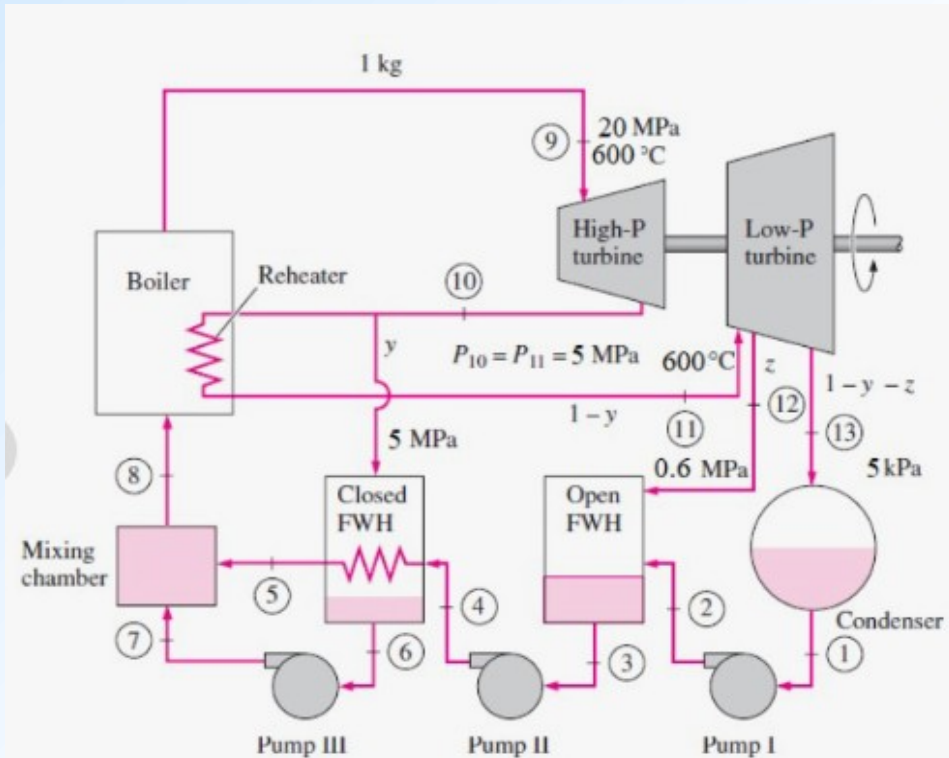 1 kg
9
20 MPa
600 °C
High-P
turbine
Low-P
turbine
Boiler
Reheater
10
y
P10 = P11 = 5 MPa
600°C
z
1 – y – z
12
1 – y
11
13
5 MPa
0.6 MPa
5 kPa
8
Closed
FWH
Open
FWH
Mixing
chamber
5
4
2
Condenser
7
6
3
1
Pump III
Pump II
Pump I